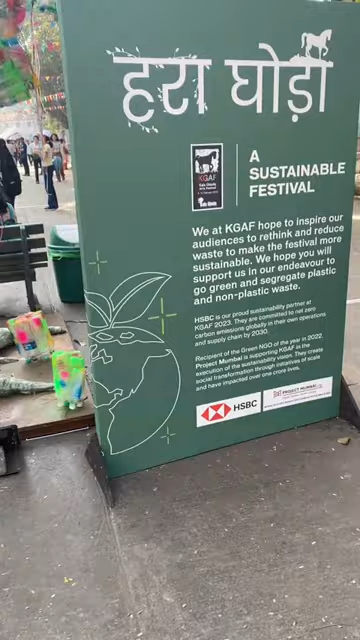 हरा घोड़ा
KGAF
A
SUSTAINABLE
FESTIVAL
We at KGAF hope to inspire our
audiences to rethink and reduce
waste to make the festival more
sustainable. We hope you will
support us in our endeavour to
go green and segregate plastic
and non-plastic waste.
HSBC is our proud sustainability partner at
KGAF 2023. They are committed to net zero
carbon emissions globally in their own operations
and supply chain by 2030.
Recipient of the Green NGO of the year in 2022,
Project Mumbai is supporting KGAF in the
execution of the sustainability vision. They create
social transformation through initiatives of scale
and have impacted over one crore lives.
HSBC
PROJECT MUMBAI